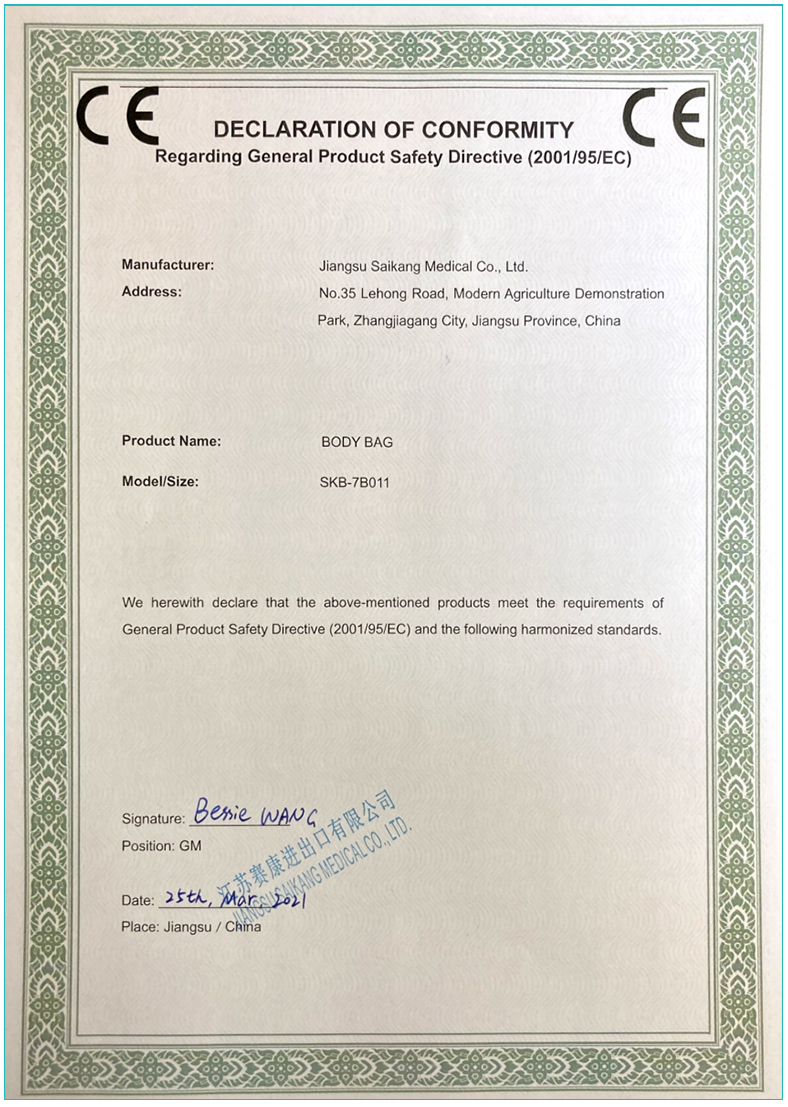 CE CE
DECLARATION OF CONFORMITY
Regarding General Product Safety Directive (2001/95/EC)
Manufacturer: Jiangsu Saikang Medical Co., Ltd.
Address: No.35 Lehong Road, Modern Agriculture Demonstration
Park, Zhangjiagang City, Jiangsu Province, China
Product Name: BODY BAG
Model/Size: SKB-7B011
We herewith declare that the above-mentioned products meet the requirements of
General Product Safety Directive (2001/95/EC) and the following harmonized standards.
Signature: Bessie WANG
Position: GM
江苏赛康进出口有限公司
JIANGSU SAIKANG MEDICAL CO., LTD.
Date: 25th, Mar. 2021
Place: Jiangsu / China